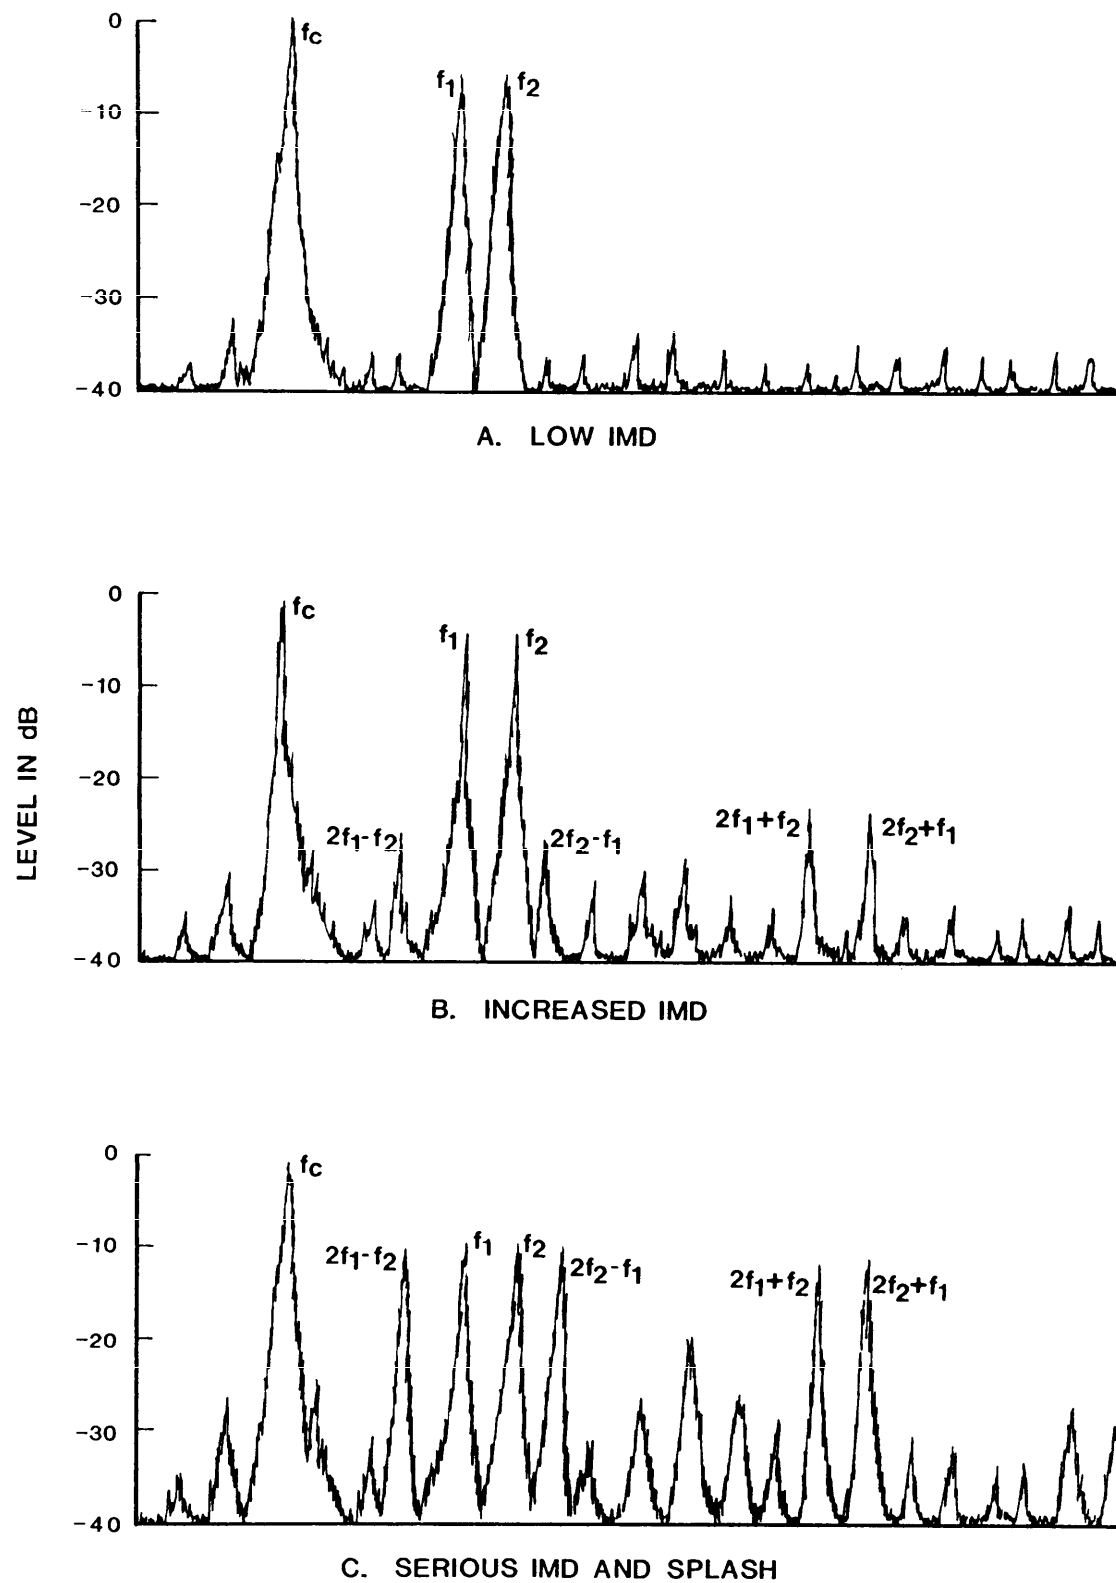 0
fc
f1
f2
-10
-20
-30
-40
A. LOW IMD
LEVEL IN dB
0
fc
f1
f2
-10
-20
2f1-f2
2f2-f1
2f1+f2
2f2+f1
-30
-40
B. INCREASED IMD
0
fc
-10
2f1-f2
f1
f2
2f2-f1
2f1+f2
2f2+f1
-20
-30
-40
C. SERIOUS IMD AND SPLASH